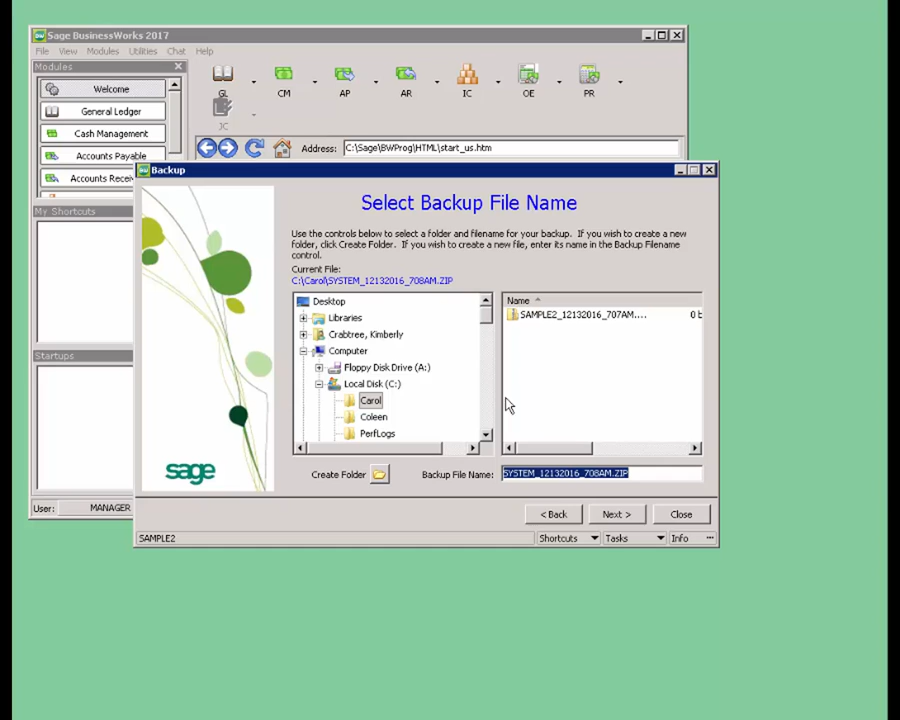 Sage BusinessWorks 2017
File View Modules Utilities Chat Help
Modules
Welcome
General Ledger
Cash Management
Accounts Payable
Accounts Recei
GL
CM
AP
AR
IC
OE
PR
JC
Address: C:\Sage\BWProg\HTML\start_us.htm
My Shortcuts
Startups
User: MANAGER
Backup
Select Backup File Name
Use the controls below to select a folder and filename for your backup. If you wish to create a new
folder, click Create Folder. If you wish to create a new file, enter its name in the Backup Filename
control.
Current File:
C:\Carol\SYSTEM_12132016_708AM.ZIP
Desktop
Libraries
Crabtree, Kimberly
Computer
Floppy Disk Drive (A:)
Local Disk (C:)
Carol
Coleen
PerfLogs
Name
SAMPLE2_12132016_707AM.... 0 b
sage
Create Folder
Backup File Name: SYSTEM_12132016_708AM.ZIP
< Back
Next >
Close
SAMPLE2
Shortcuts
Tasks
Info